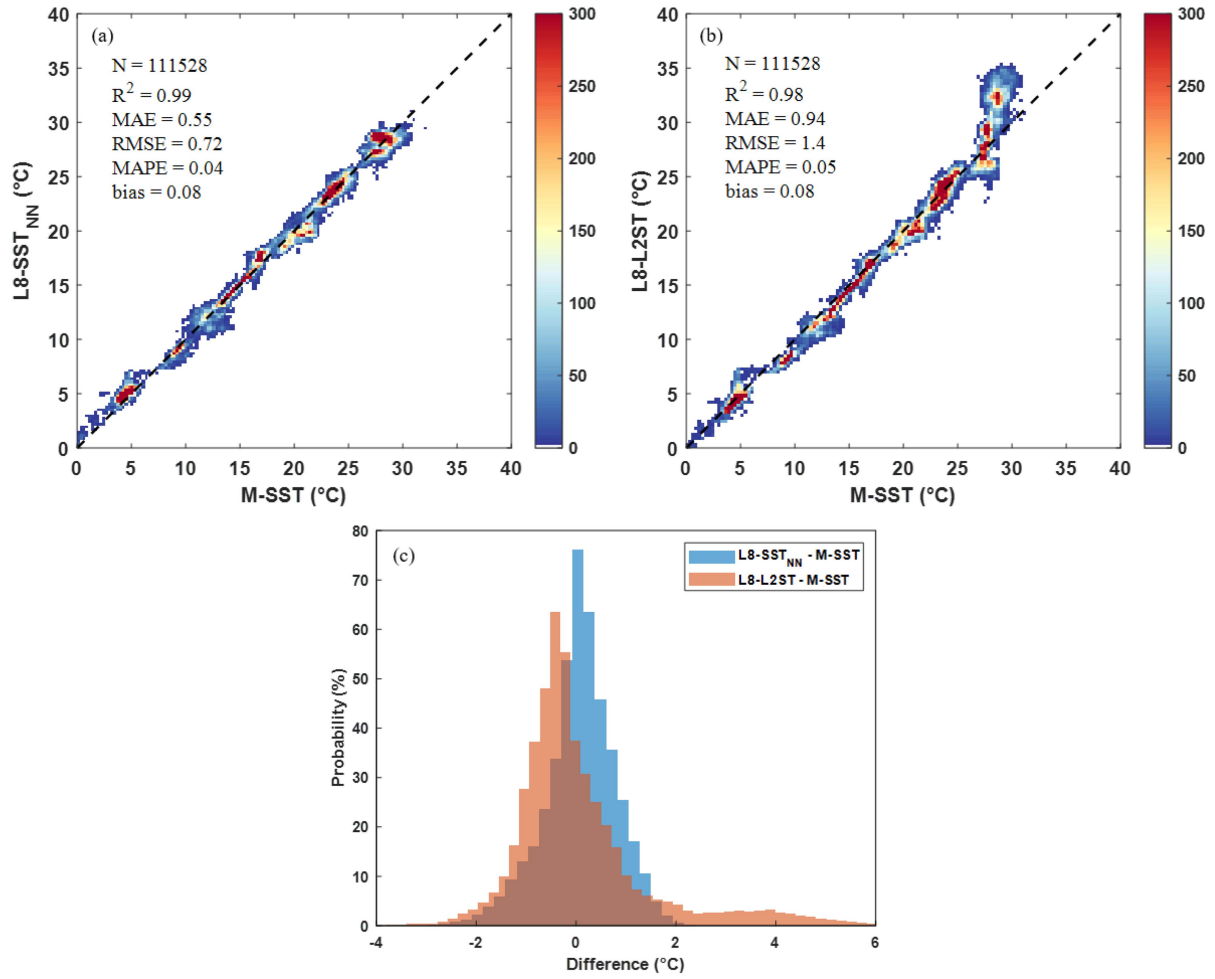 (a)
N = 111528
R² = 0.99
MAE = 0.55
RMSE = 0.72
MAPE = 0.04
bias = 0.08
40
35
30
25
20
15
10
5
0
0 5 10 15 20 25 30 35 40
L8-SST_NN (°C)
M-SST (°C)
300
250
200
150
100
50
0
(b)
N = 111528
R² = 0.98
MAE = 0.94
RMSE = 1.4
MAPE = 0.05
bias = 0.08
40
35
30
25
20
15
10
5
0
0 5 10 15 20 25 30 35 40
L8-L2ST (°C)
M-SST (°C)
300
250
200
150
100
50
0
(c)
L8-SST_NN - M-SST
L8-L2ST - M-SST
80
70
60
50
40
30
20
10
0
-4 -2 0 2 4 6
Probability (%)
Difference (°C)